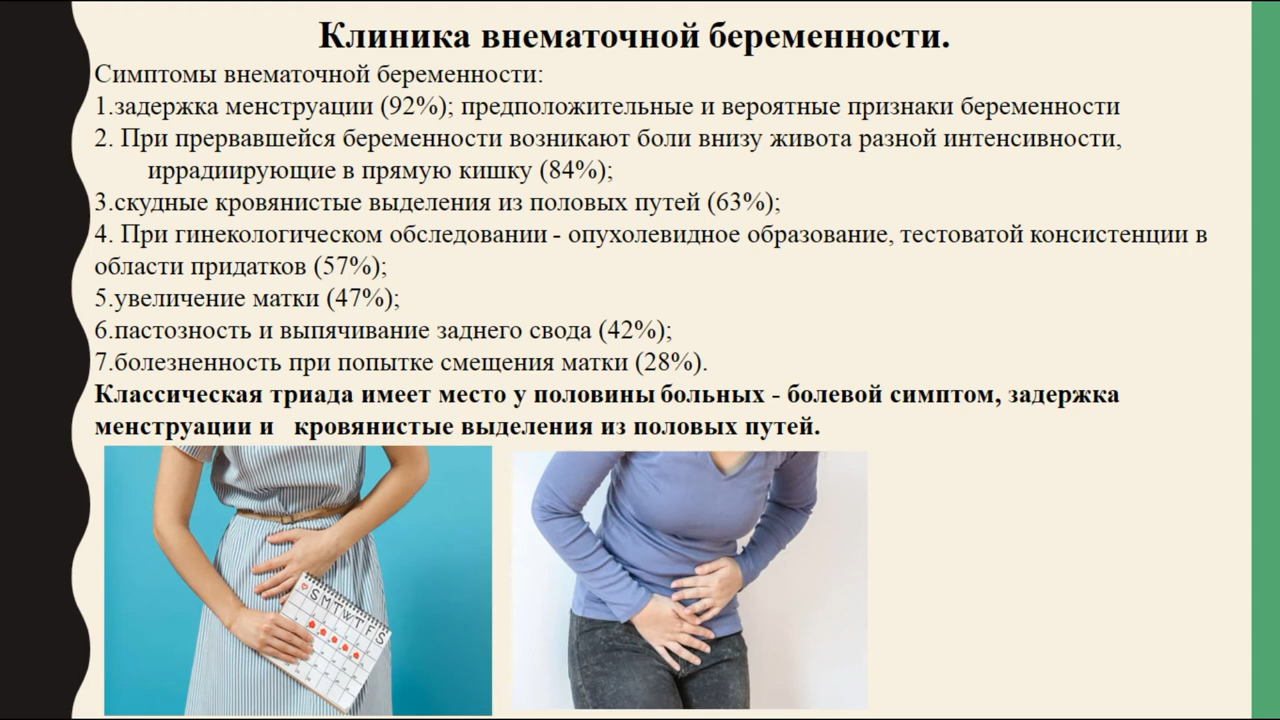 Клиника внематочной беременности.
Симптомы внематочной беременности:
1.задержка менструации (92%); предположительные и вероятные признаки беременности
2. При прервавшейся беременности возникают боли внизу живота разной интенсивности,
иррадиирующие в прямую кишку (84%);
3.скудные кровянистые выделения из половых путей (63%);
4. При гинекологическом обследовании - опухолевидное образование, тестоватой консистенции в
области придатков (57%);
5.увеличение матки (47%);
6.пастозность и выпячивание заднего свода (42%);
7.болезненность при попытке смещения матки (28%).
Классическая триада имеет место у половины больных - болевой симптом, задержка
менструации и кровянистые выделения из половых путей.
S M T W T F S